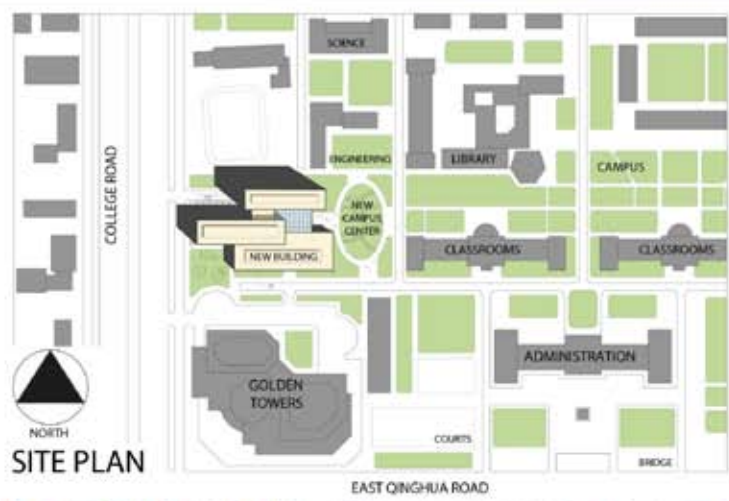 SCIENCE
ENGINEERING
LIBRARY
CAMPUS
COLLEGE ROAD
NEW
CAMPUS
CENTER
CLASSROOMS
CLASSROOMS
NEW BUILDING
ADMINISTRATION
GOLDEN
TOWERS
NORTH
COURTS
BRIDGE
SITE PLAN
EAST QINGHUA ROAD